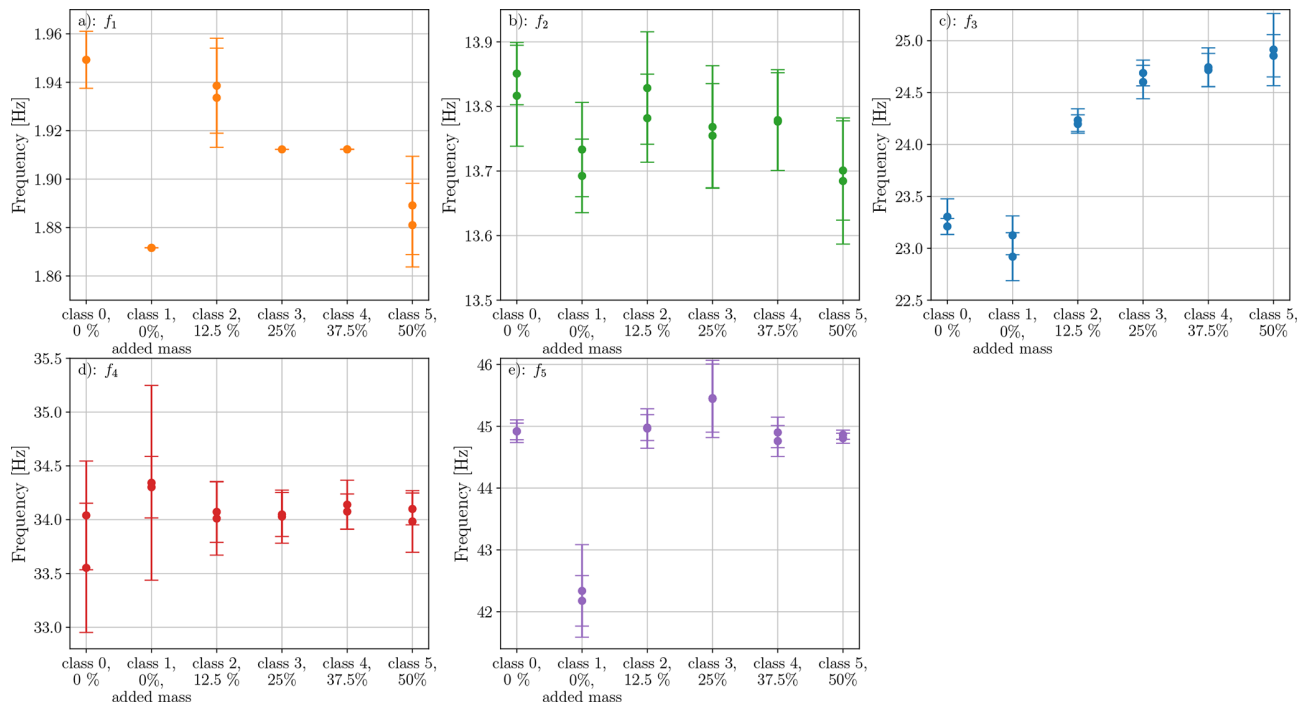 a): f₁
Frequency [Hz]
1.96
1.94
1.92
1.90
1.88
1.86
class 0, class 1, class 2, class 3, class 4, class 5,
0 % 0%, 12.5 % 25% 37.5% 50%
added mass
b): f₂
Frequency [Hz]
13.9
13.8
13.7
13.6
13.5
class 0, class 1, class 2, class 3, class 4, class 5,
0 % 0%, 12.5 % 25% 37.5% 50%
added mass
c): f₃
Frequency [Hz]
25.0
24.5
24.0
23.5
23.0
22.5
class 0, class 1, class 2, class 3, class 4, class 5,
0 % 0%, 12.5 % 25% 37.5% 50%
added mass
d): f₄
Frequency [Hz]
35.5
35.0
34.5
34.0
33.5
33.0
class 0, class 1, class 2, class 3, class 4, class 5,
0 % 0%, 12.5 % 25% 37.5% 50%
added mass
e): f₅
Frequency [Hz]
46
45
44
43
42
class 0, class 1, class 2, class 3, class 4, class 5,
0 % 0%, 12.5 % 25% 37.5% 50%
added mass